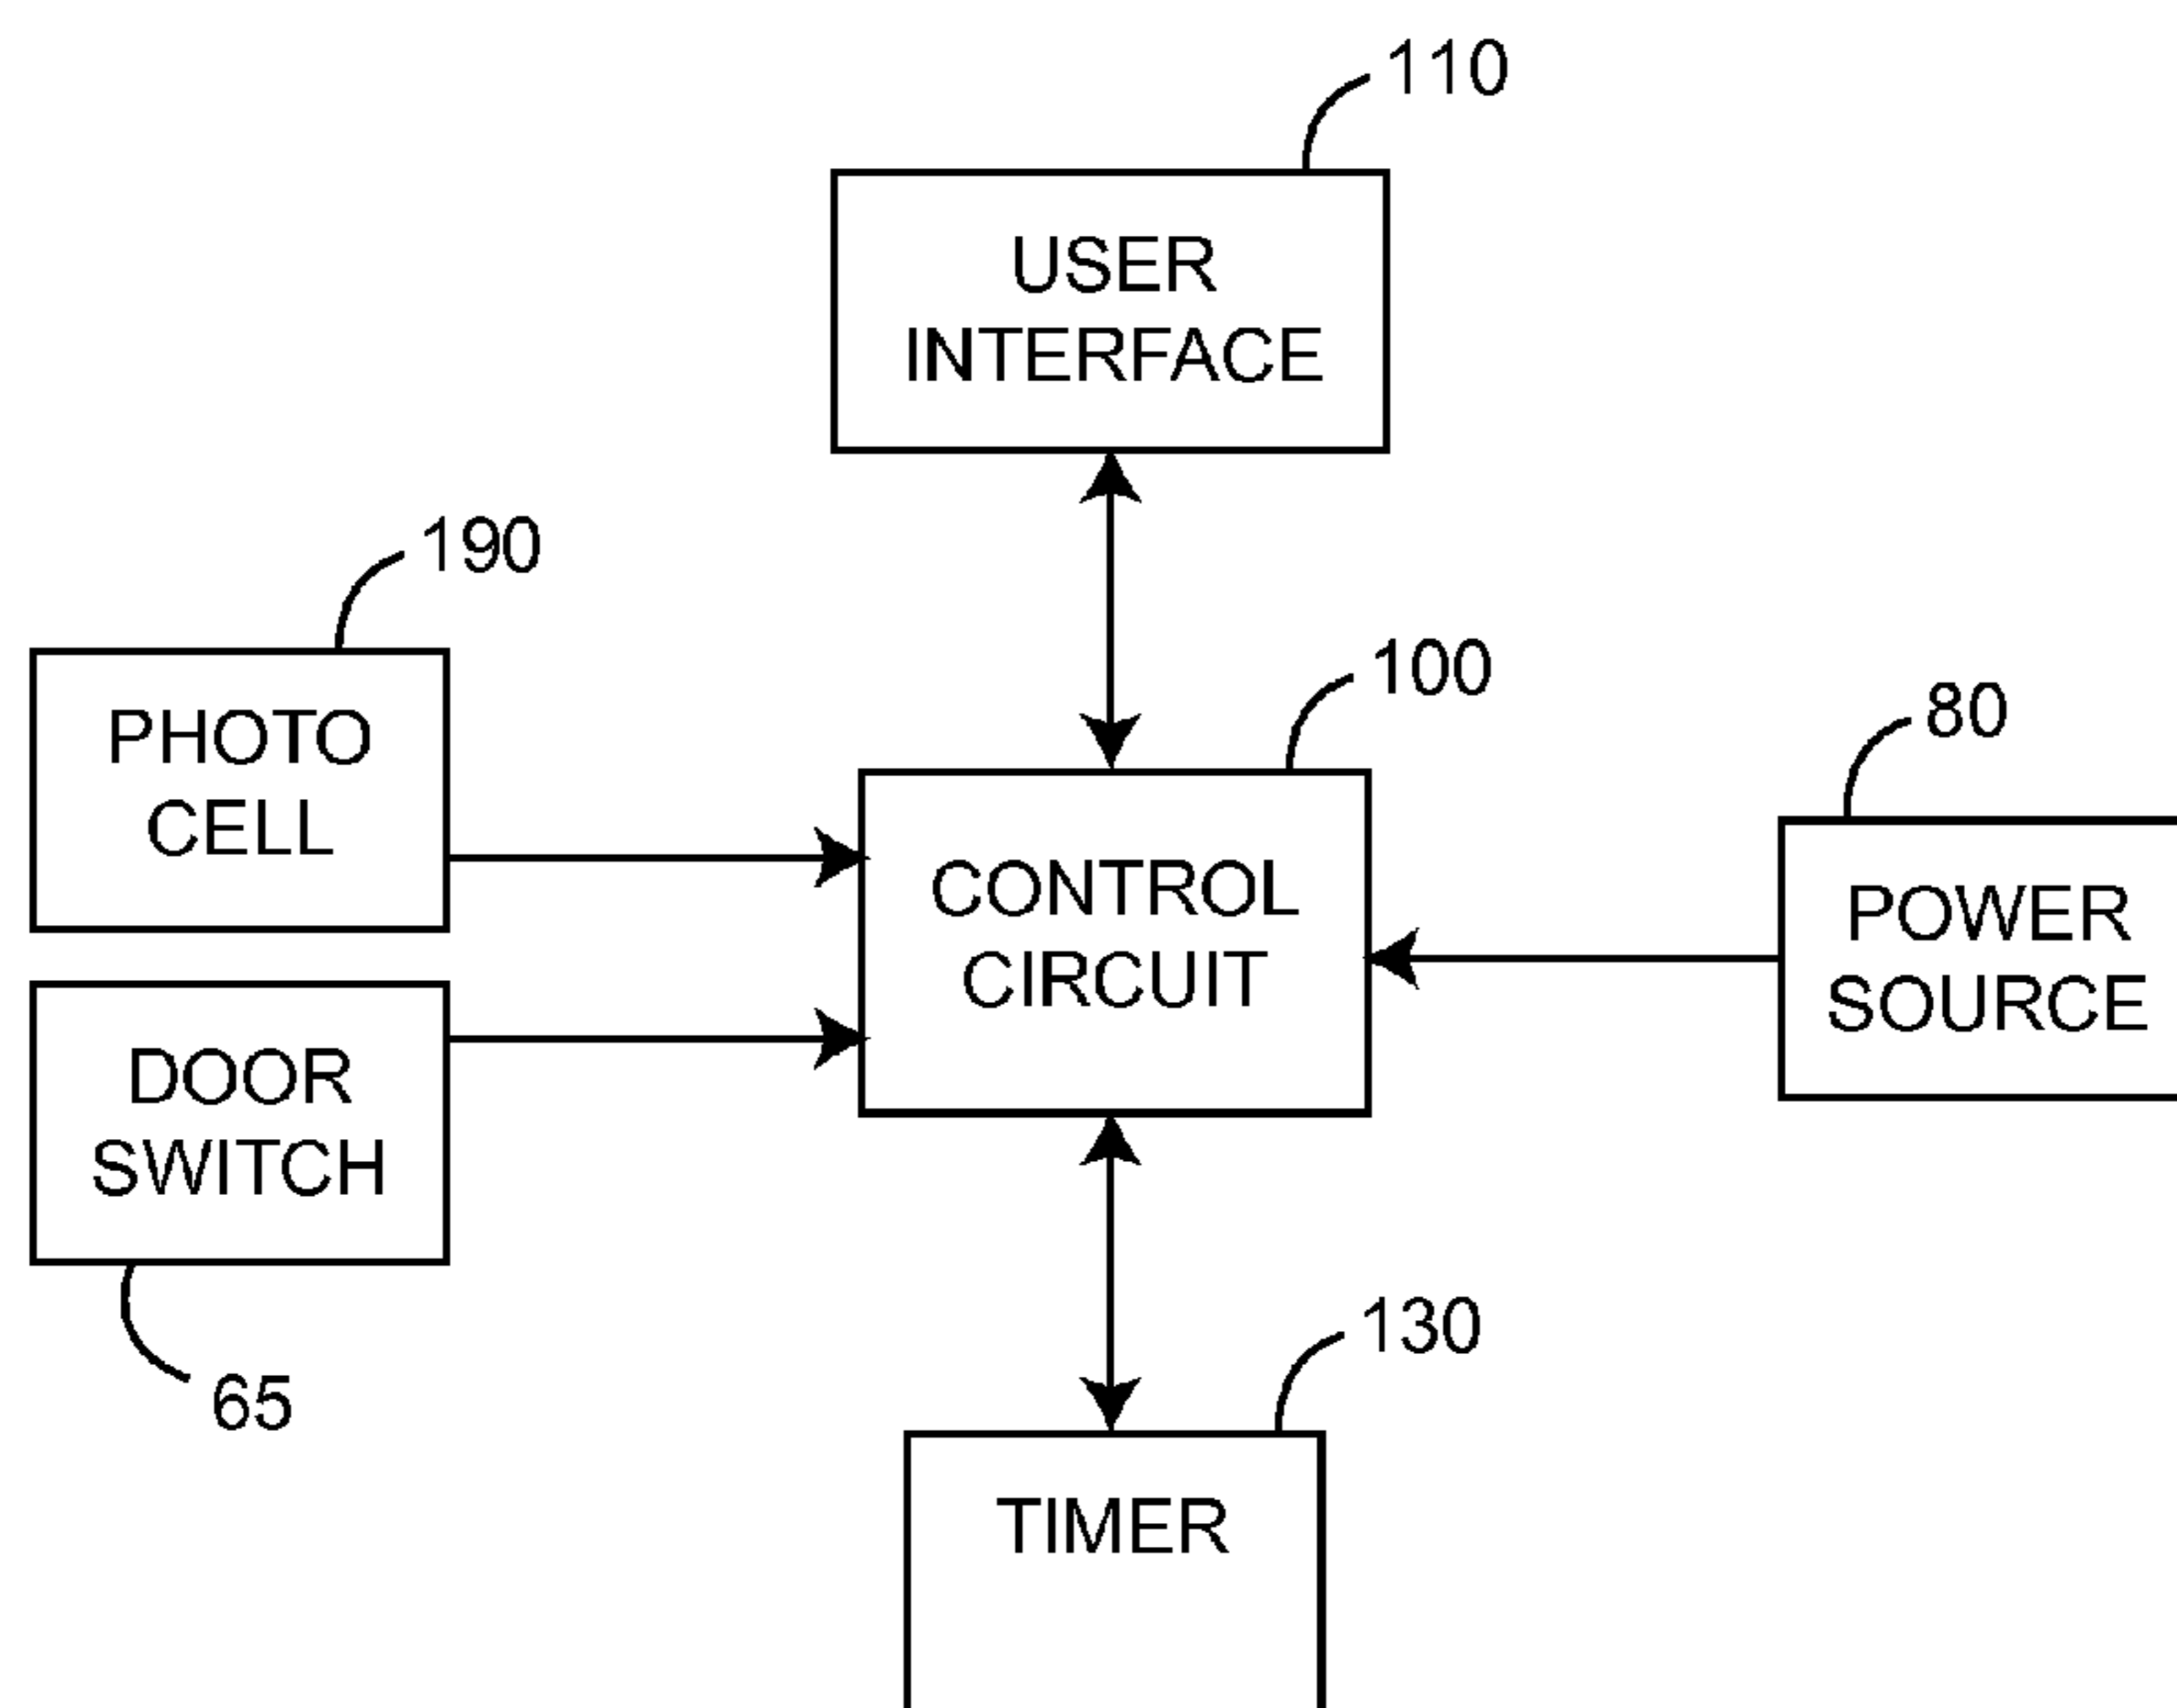 110
USER
INTERFACE
190
PHOTO
CELL
100
CONTROL
CIRCUIT
80
POWER
SOURCE
DOOR
SWITCH
65
130
TIMER